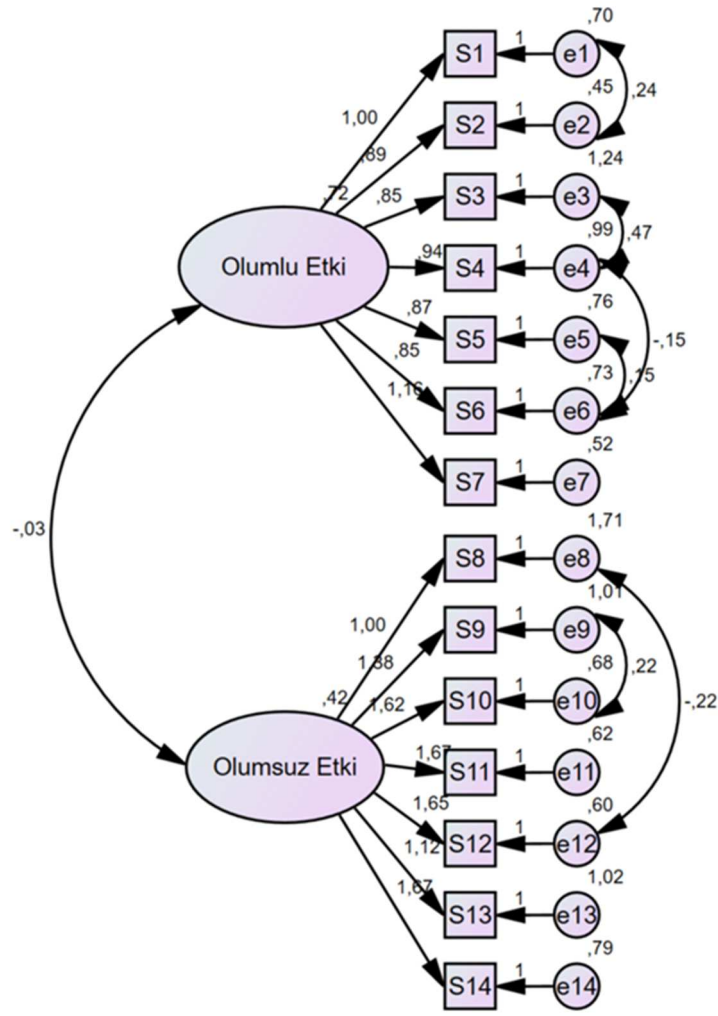 ,70
S1
1
e1
,45
,24
1,00
S2
1
e2
,89
1,24
,72
,85
S3
1
e3
,99
,47
Olumlu Etki
,94
S4
1
e4
,76
,87
S5
1
e5
-,15
,85
,73
,15
1,16
S6
1
e6
,52
S7
1
e7
-,03
1,71
S8
1
e8
1,01
1,00
S9
1
e9
1,38
,68
,22
,42
1,62
S10
1
e10
-,22
,62
Olumsuz Etki
1,67
S11
1
e11
1,65
,60
1,12
S12
1
e12
1,02
1,67
S13
1
e13
,79
S14
1
e14